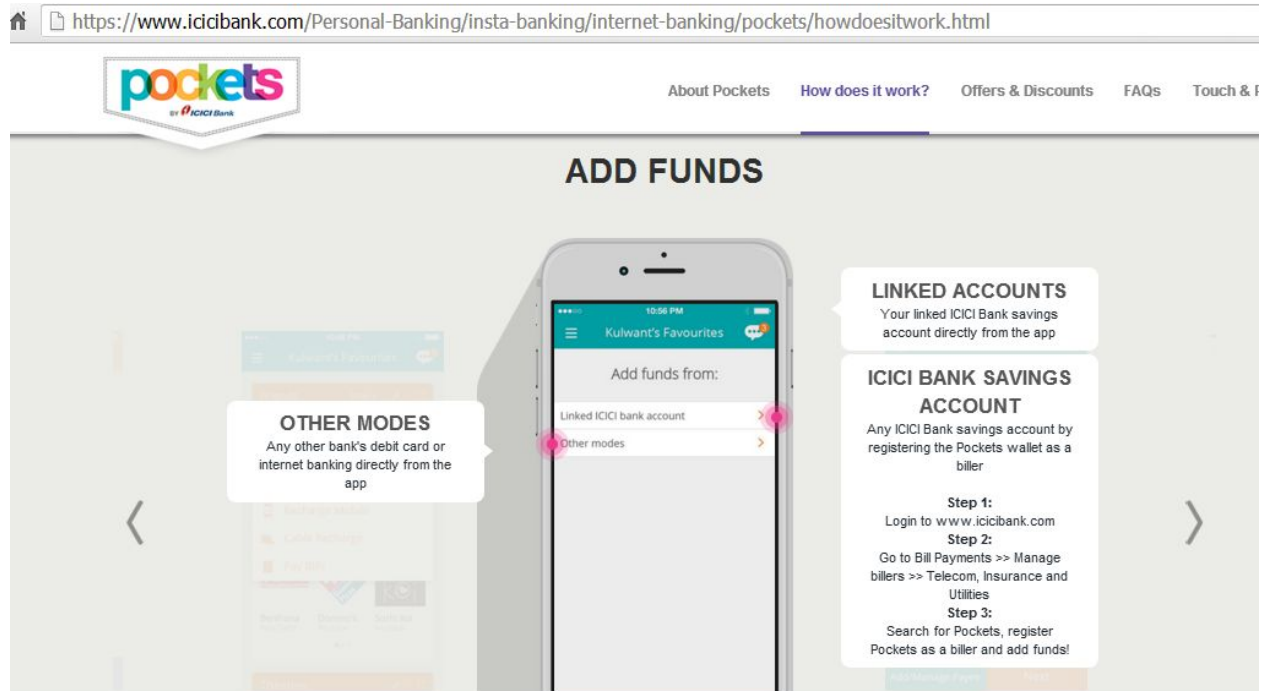 https://www.icicibank.com/Personal-Banking/insta-banking/internet-banking/pockets/howdoesitwork.html
pockets
BY ICICI Bank
About Pockets How does it work? Offers & Discounts FAQs Touch &
ADD FUNDS
10:56 PM
Kulwant's Favourites 3
Add funds from:
Linked ICICI bank account
Other modes
OTHER MODES
Any other bank's debit card or
internet banking directly from the
app
LINKED ACCOUNTS
Your linked ICICI Bank savings
account directly from the app
ICICI BANK SAVINGS
ACCOUNT
Any ICICI Bank savings account by
registering the Pockets wallet as a
biller
Step 1:
Login to www.icicibank.com
Step 2:
Go to Bill Payments >> Manage
billers >> Telecom, Insurance and
Utilities
Step 3:
Search for Pockets, register
Pockets as a biller and add funds!